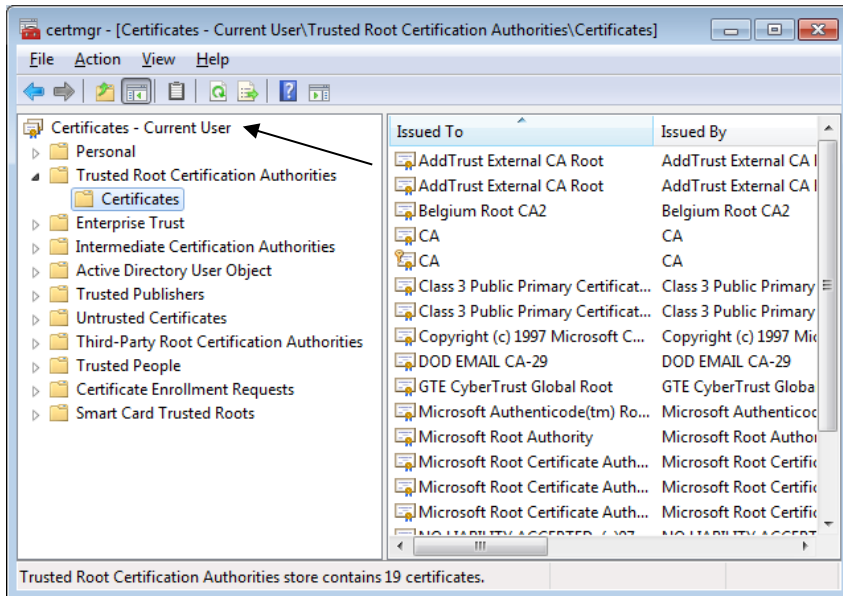 certmgr - [Certificates - Current User\Trusted Root Certification Authorities\Certificates]
File Action View Help
Certificates - Current User
Personal
Trusted Root Certification Authorities
Certificates
Enterprise Trust
Intermediate Certification Authorities
Active Directory User Object
Trusted Publishers
Untrusted Certificates
Third-Party Root Certification Authorities
Trusted People
Certificate Enrollment Requests
Smart Card Trusted Roots
Issued To Issued By
AddTrust External CA Root AddTrust External CA
AddTrust External CA Root AddTrust External CA
Belgium Root CA2 Belgium Root CA2
CA CA
CA CA
Class 3 Public Primary Certificat... Class 3 Public Primary
Class 3 Public Primary Certificat... Class 3 Public Primary
Copyright (c) 1997 Microsoft C... Copyright (c) 1997
DOD EMAIL CA-29 DOD EMAIL CA-29
GTE CyberTrust Global Root GTE CyberTrust Globa
Microsoft Authenticode(tm) Ro... Microsoft
Microsoft Root Authority Microsoft Root
Microsoft Root Certificate Auth... Microsoft Root
Microsoft Root Certificate Auth... Microsoft Root
Microsoft Root Certificate Auth... Microsoft Root
Trusted Root Certification Authorities store contains 19 certificates.